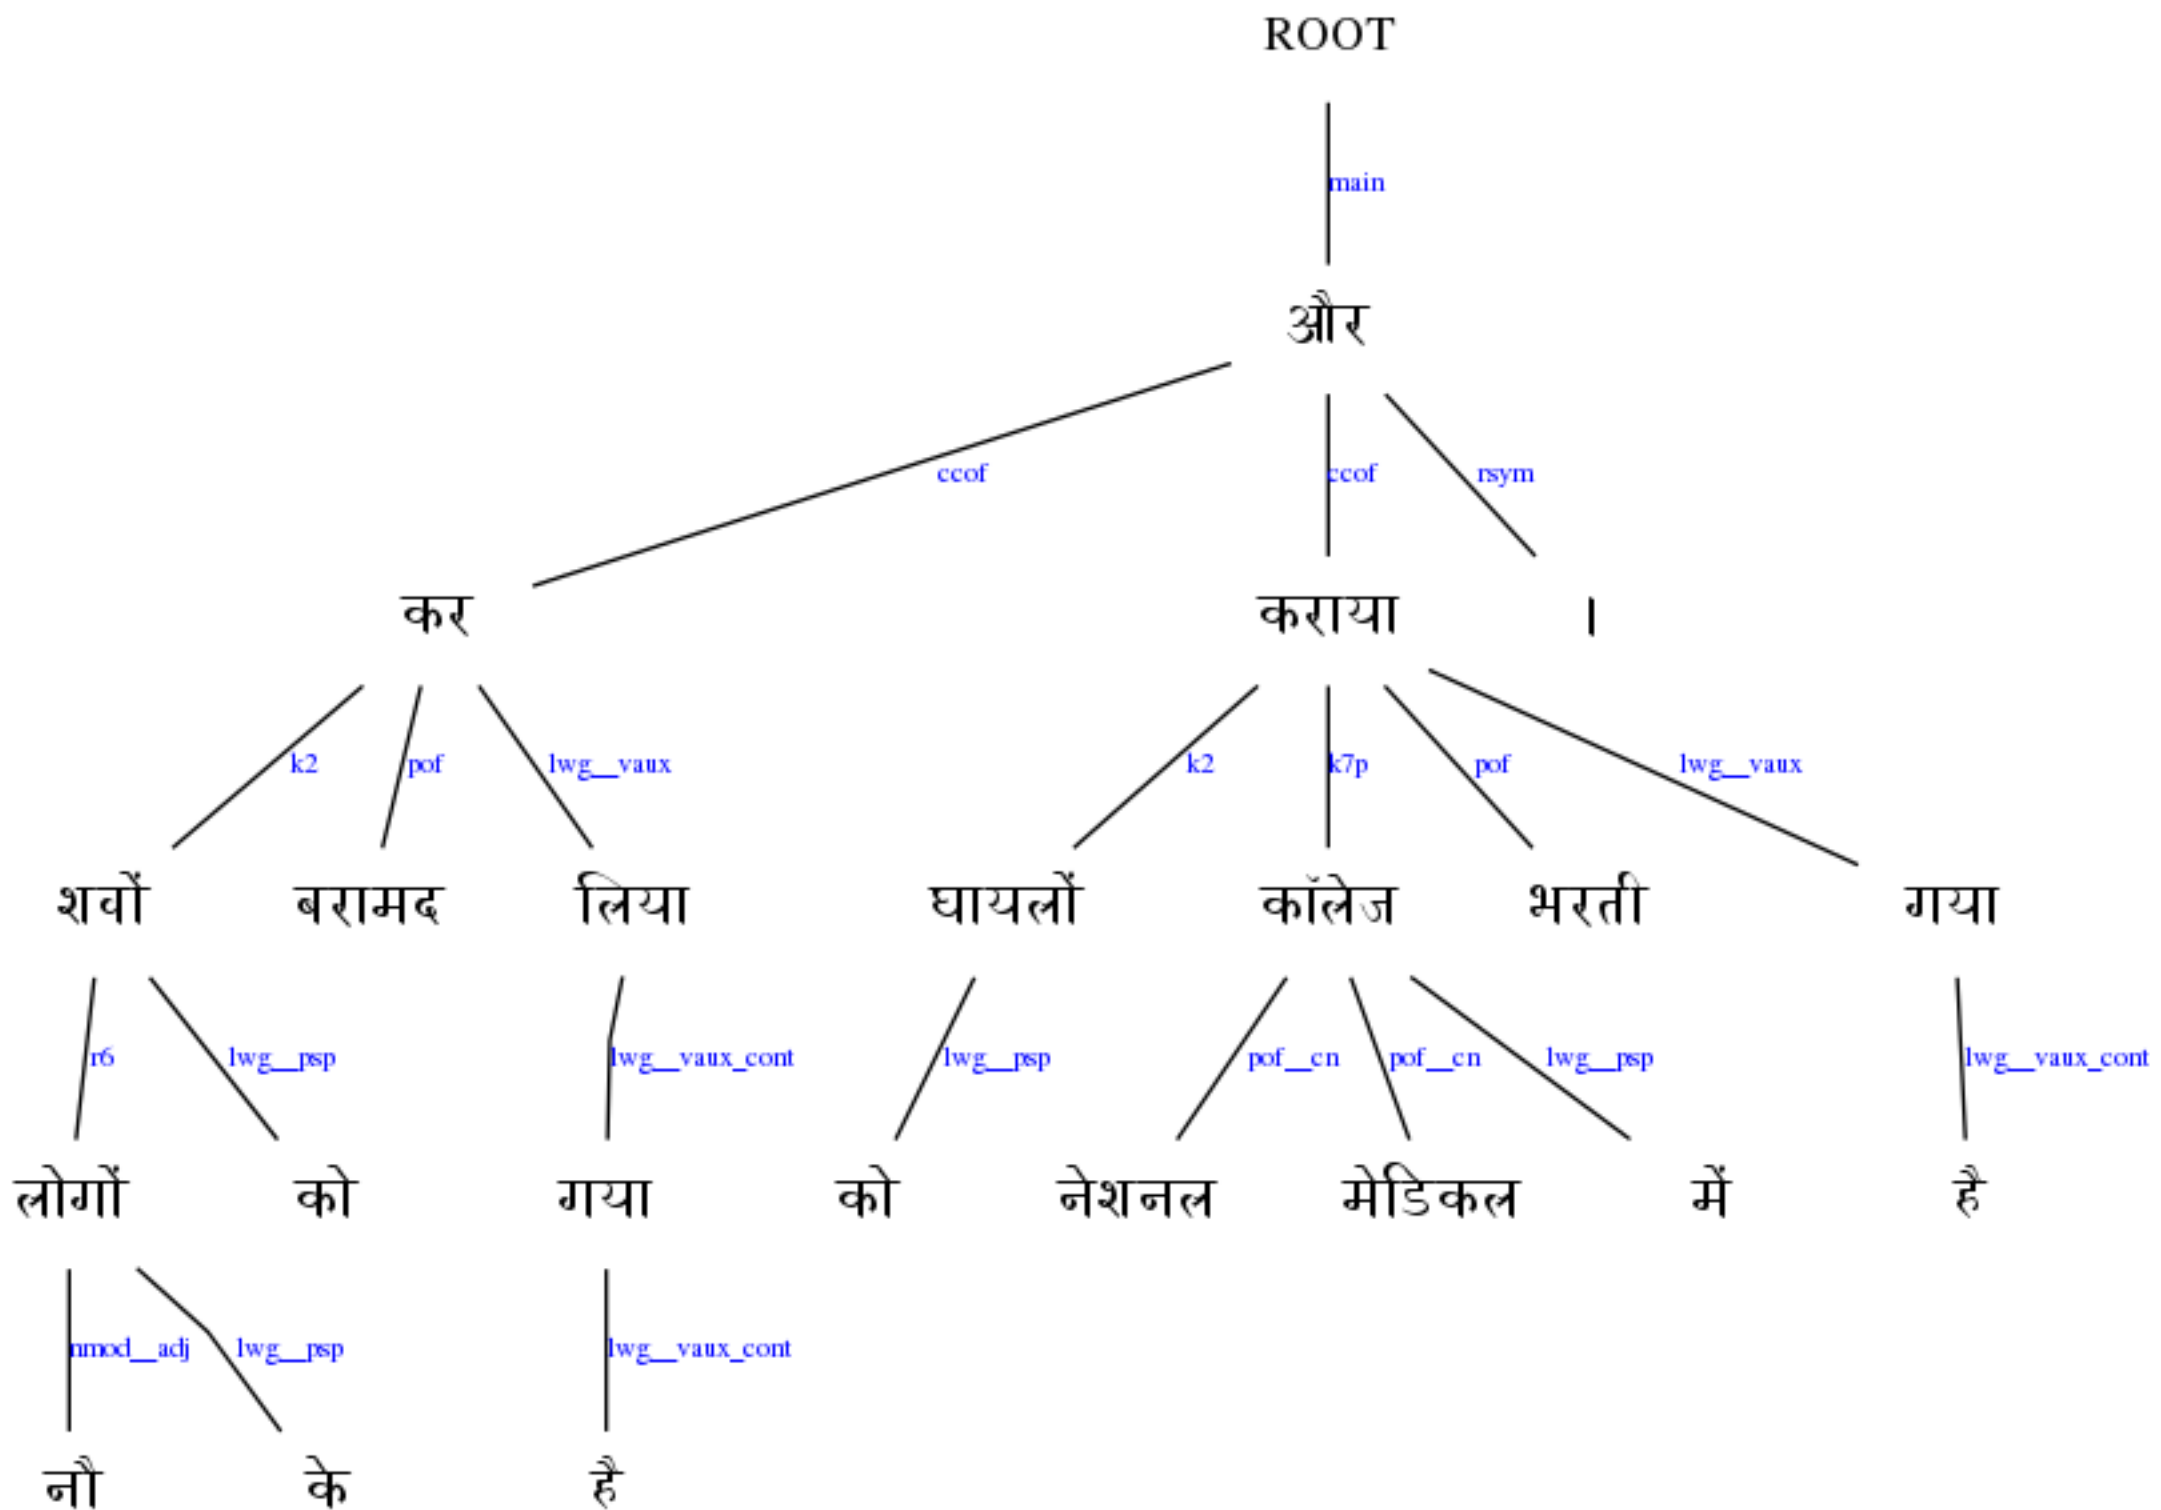 ROOT
main
और
ccof ccof rsym
कर कराया ।
k2 pof lwg__vaux k2 k7p pof lwg__vaux
शवों बरामद लिया घायलों कॉलेज भरती गया
r6 lwg__psp lwg__vaux_cont lwg__psp pof__cn pof__cn lwg__psp lwg__vaux_cont
लोगों को गया को नेशनल मेडिकल में है
nmod__adj lwg__psp lwg__vaux_cont
नौ के है